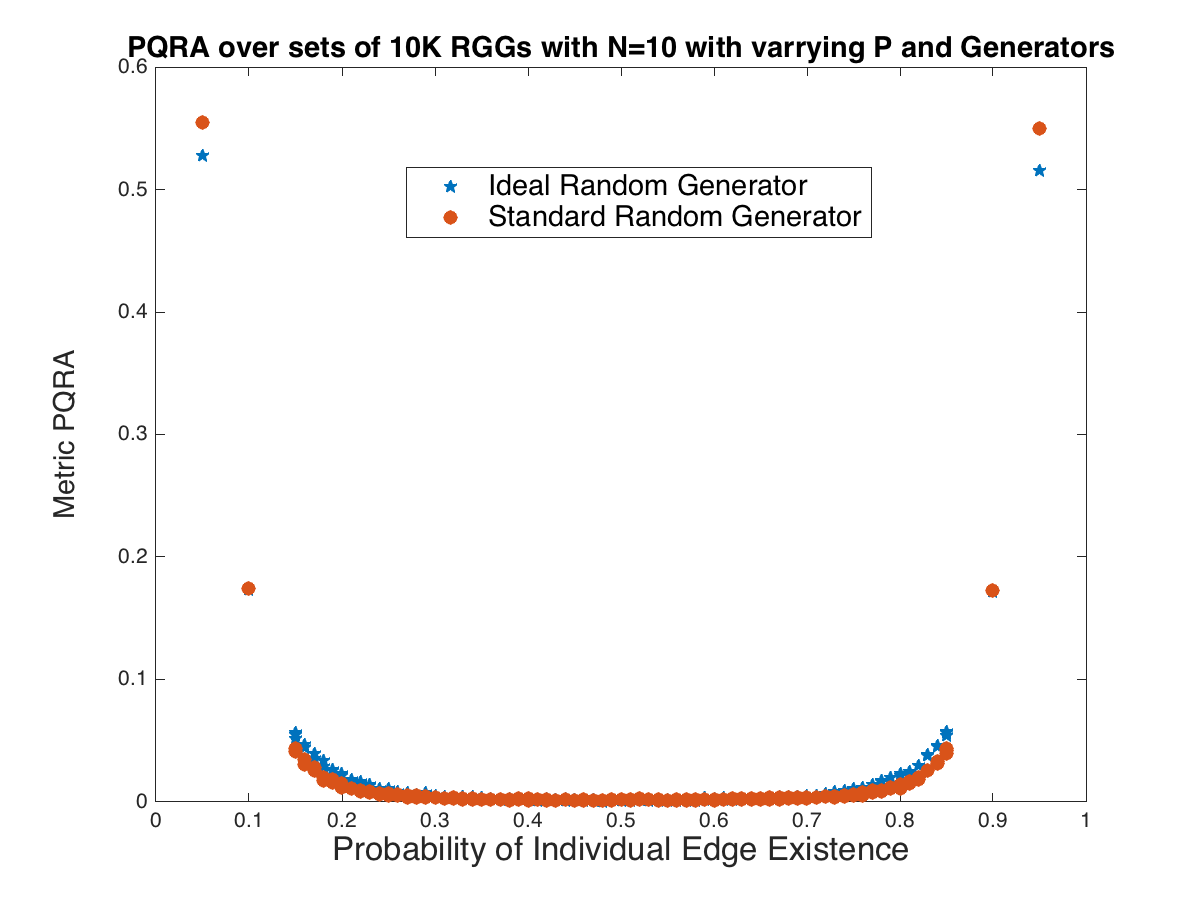 PQRA over sets of 10K RGGs with N=10 with varrying P and Generators
0.6
0.5
0.4
0.3
0.2
0.1
0
Metric PQRA
Ideal Random Generator
Standard Random Generator
0 0.1 0.2 0.3 0.4 0.5 0.6 0.7 0.8 0.9 1
Probability of Individual Edge Existence